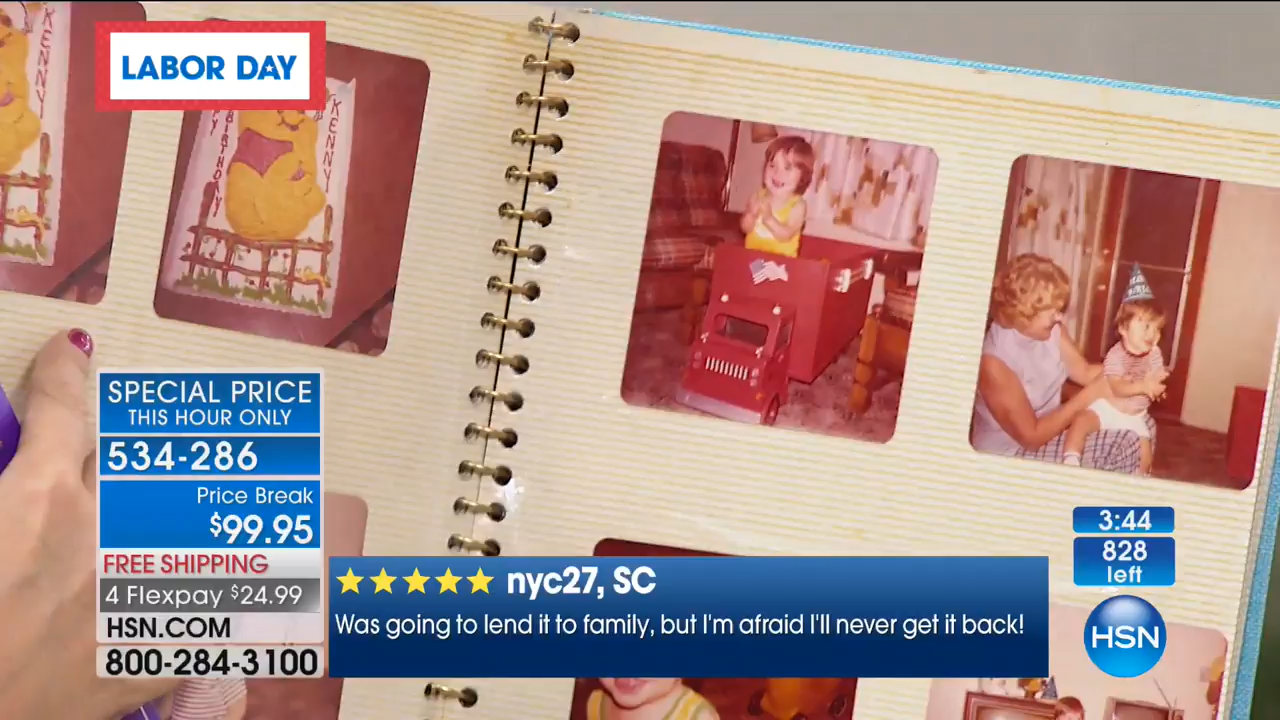 LABOR DAY
KENNY
BIRTHDAY
KENNY
SPECIAL PRICE
THIS HOUR ONLY
534-286
Price Break
$99.95
FREE SHIPPING
4 Flexpay $24.99
HSN.COM
800-284-3100
nyc27, SC
Was going to lend it to family, but I'm afraid I'll never get it back!
3:44
828
left
HSN